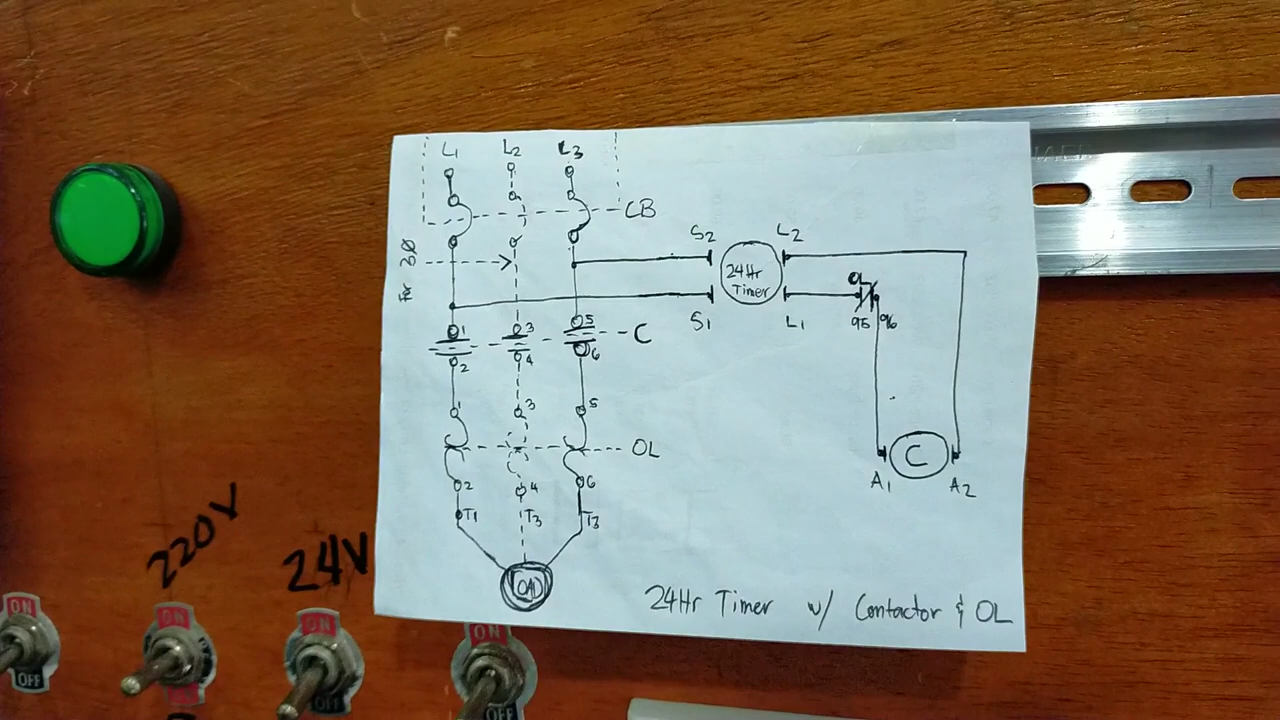 L1 L2 L3
CB
S2 L2
for 3Ø
24Hr
Timer
OL
S1 L1 95 96
1 3 5
C
2 4 6
1 3 5
OL
C
2 4 6
A1 A2
T1 T3 T3
LOAD
24Hr Timer w/ Contactor & OL
220V
24V
ON ON ON ON
OFF OFF OFF